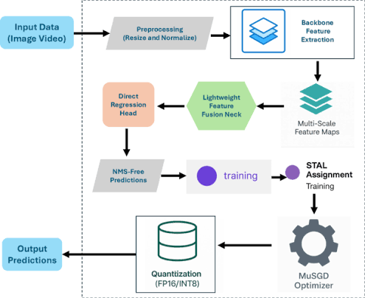 Input Data
(Image Video)
Preprocessing
(Resize and Normalize)
Backbone
Feature
Extraction
Direct
Regression
Head
Lightweight
Feature
Fusion Neck
Multi-Scale
Feature Maps
NMS-Free
Predictions
training
STAL
Assignment
Training
Output
Predictions
Quantization
(FP16/INT8)
MuSGD
Optimizer